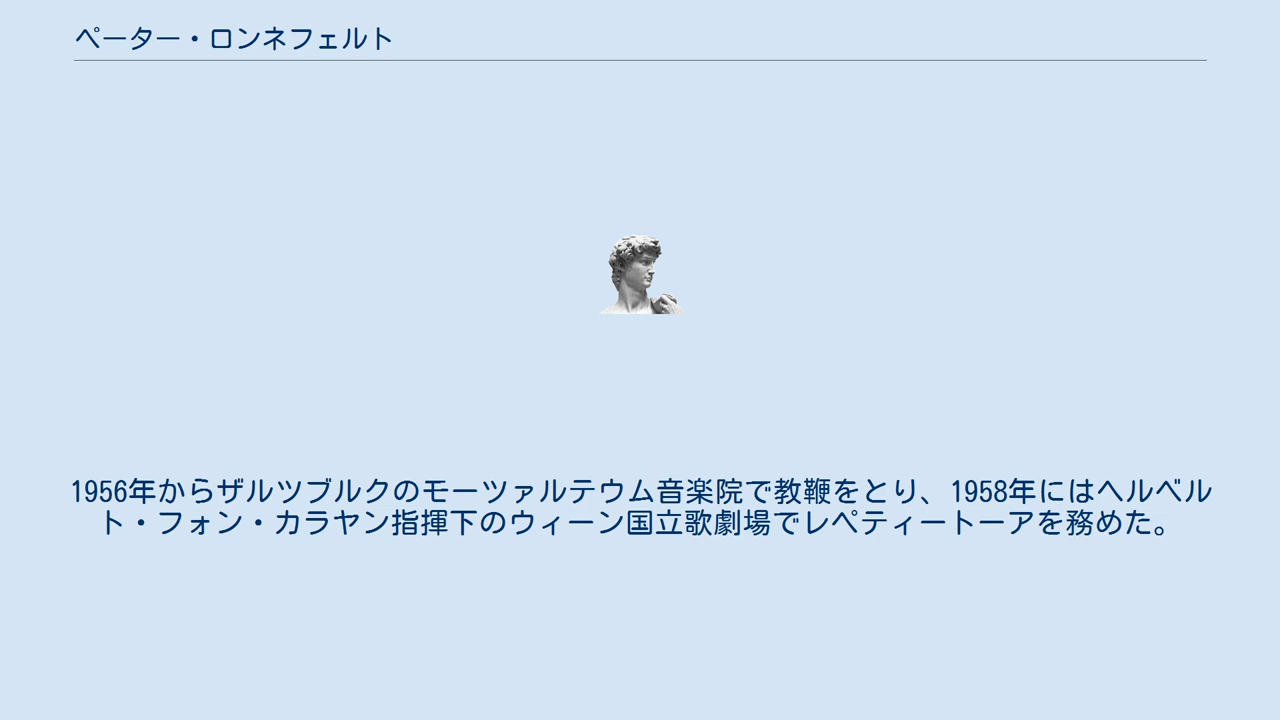 ペーター・ロンネフェルト
1956年からザルツブルクのモーツァルテウム音楽院で教鞭をとり、1958年にはヘルベル
ト・フォン・カラヤン指揮下のウィーン国立歌劇場でレペティートーアを務めた。